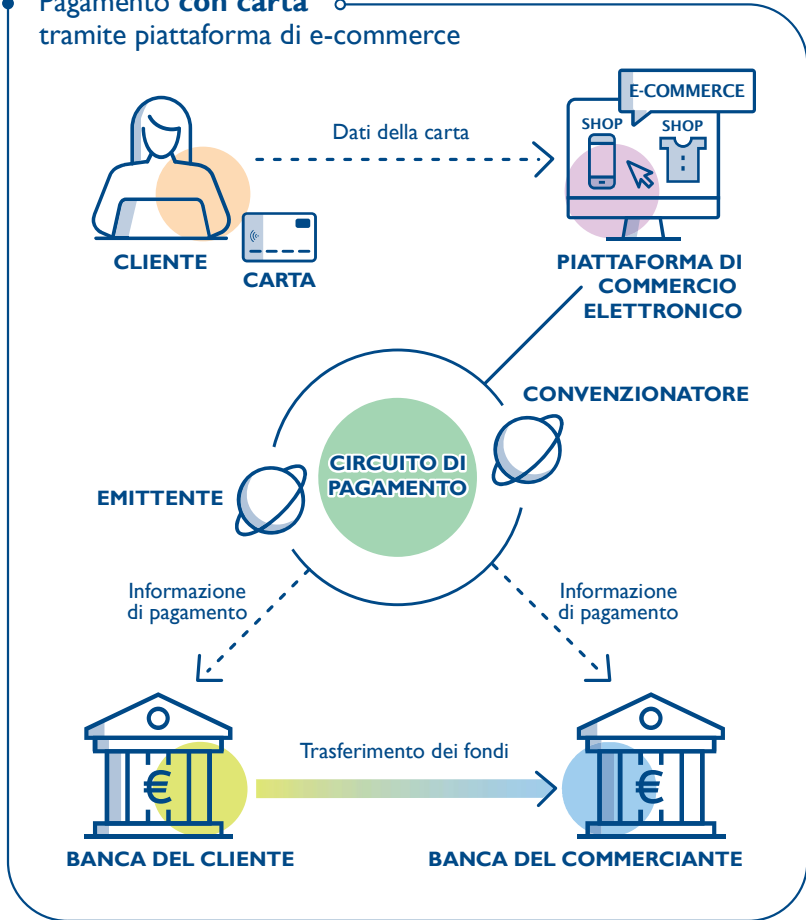 Pagamento con carta
tramite piattaforma di e-commerce
E-COMMERCE
SHOP
SHOP
Dati della carta
CLIENTE
CARTA
PIATTAFORMA DI
COMMERCIO
ELETTRONICO
CONVENZIONATORE
CIRCUITO DI
PAGAMENTO
EMITTENTE
Informazione
di pagamento
Informazione
di pagamento
Trasferimento dei fondi
€
€
BANCA DEL CLIENTE
BANCA DEL COMMERCIANTE